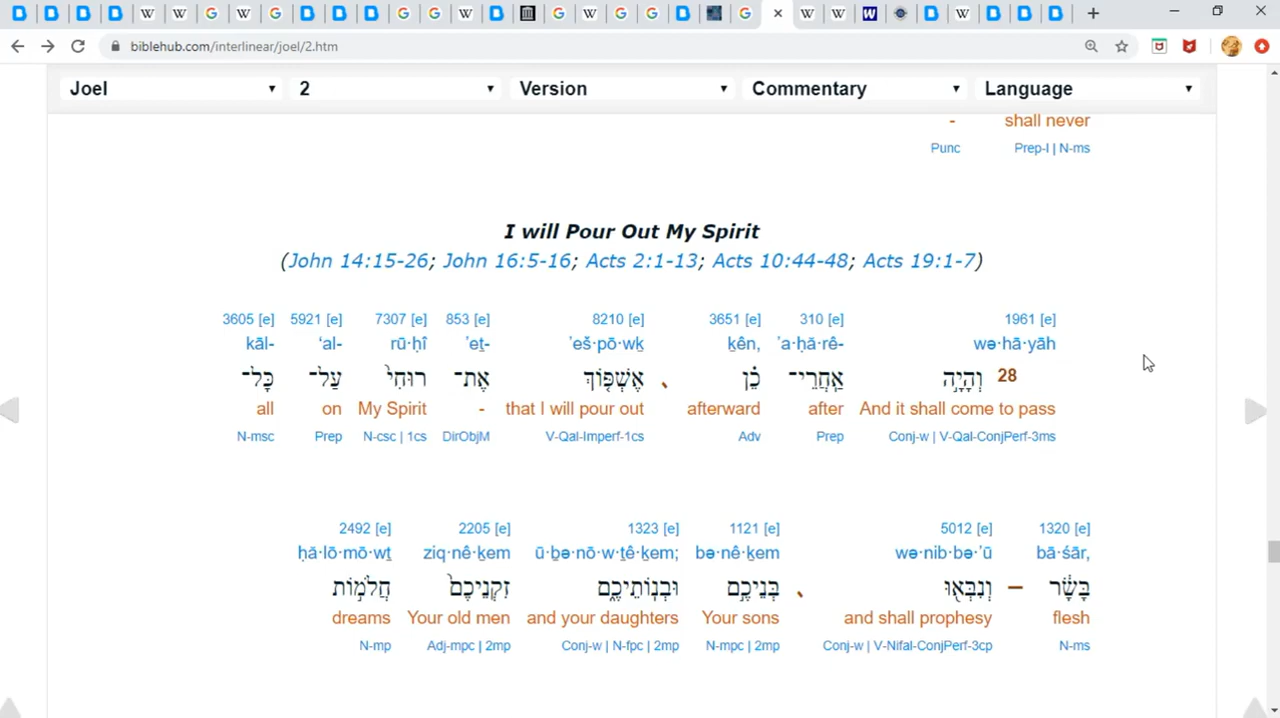 biblehub.com/interlinear/joel/2.htm
Joel 2 Version Commentary Language
- shall never
Punc Prep-l | N-ms
I will Pour Out My Spirit
(John 14:15-26; John 16:5-16; Acts 2:1-13; Acts 10:44-48; Acts 19:1-7)
3605 [e] 5921 [e] 7307 [e] 853 [e] 8210 [e] 3651 [e] 310 [e] 1961 [e]
kāl- ‘al- rū·ḥî ’eṯ- ’eš·pō·wḵ ḵên, ’a·ḥă·rê- wə·hā·yāh
28 וְהָיָ֣ה אַֽחֲרֵי־ כֵ֗ן ､ אֶשְׁפּ֤וֹךְ אֶת־ רוּחִי֙ עַל־ כָּל־
all on My Spirit - that I will pour out afterward after And it shall come to pass
N-msc Prep N-csc | 1cs DirObjM V-Qal-Imperf-1cs Adv Prep Conj-w | V-Qal-ConjPerf-3ms
2492 [e] 2205 [e] 1323 [e] 1121 [e] 5012 [e] 1320 [e]
ḥă·lō·mō·wṯ ziq·nê·ḵem ū·ḇə·nō·w·ṯê·ḵem; bə·nê·ḵem wə·nib·bə·’ū bā·śār,
בָּשָׂ֔ר – וְנִבְּא֖וּ ､ בְּנֵיכֶ֣ם וּבְנֽוֹתֵיכֶ֑ם זִקְנֵיכֶם֙ חֲלֹמ֣וֹת
dreams Your old men and your daughters Your sons and shall prophesy flesh
N-mp Adj-mpc | 2mp Conj-w | N-fpc | 2mp N-mpc | 2mp Conj-w | V-Nifal-ConjPerf-3cp N-ms